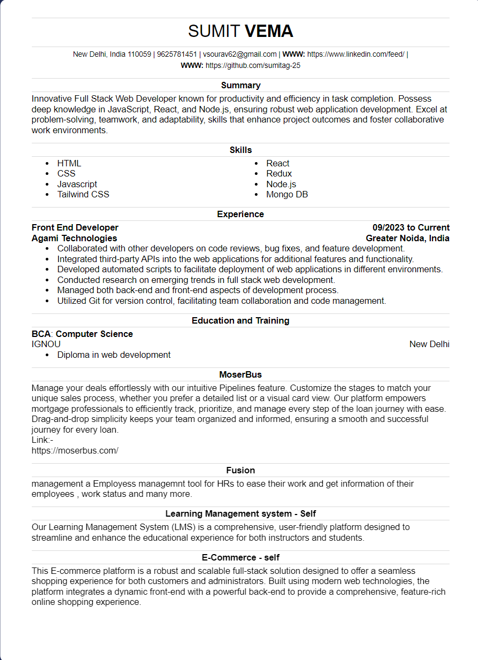 SUMIT VEMA
New Delhi, India 110059 | 9625781451 | vsourav62@gmail.com | WWW: https://www.linkedin.com/feed/ |
WWW: https://github.com/sumitag-25
Summary
Innovative Full Stack Web Developer known for productivity and efficiency in task completion. Possess
deep knowledge in JavaScript, React, and Node.js, ensuring robust web application development. Excel at
problem-solving, teamwork, and adaptability, skills that enhance project outcomes and foster collaborative
work environments.
Skills
• HTML
• CSS
• Javascript
• Tailwind CSS
• React
• Redux
• Node.js
• Mongo DB
Experience
Front End Developer 09/2023 to Current
Agami Technologies Greater Noida, India
• Collaborated with other developers on code reviews, bug fixes, and feature development.
• Integrated third-party APIs into the web applications for additional features and functionality.
• Developed automated scripts to facilitate deployment of web applications in different environments.
• Conducted research on emerging trends in full stack web development.
• Managed both back-end and front-end aspects of development process.
• Utilized Git for version control, facilitating team collaboration and code management.
Education and Training
BCA: Computer Science
IGNOU New Delhi
• Diploma in web development
MoserBus
Manage your deals effortlessly with our intuitive Pipelines feature. Customize the stages to match your
unique sales process, whether you prefer a detailed list or a visual card view. Our platform empowers
mortgage professionals to efficiently track, prioritize, and manage every step of the loan journey with ease.
Drag-and-drop simplicity keeps your team organized and informed, ensuring a smooth and successful
journey for every loan.
Link:-
https://moserbus.com/
Fusion
management a Employess managemnt tool for HRs to ease their work and get information of their
employees , work status and many more.
Learning Management system - Self
Our Learning Management System (LMS) is a comprehensive, user-friendly platform designed to
streamline and enhance the educational experience for both instructors and students.
E-Commerce - self
This E-commerce platform is a robust and scalable full-stack solution designed to offer a seamless
shopping experience for both customers and administrators. Built using modern web technologies, the
platform integrates a dynamic front-end with a powerful back-end to provide a comprehensive, feature-rich
online shopping experience.